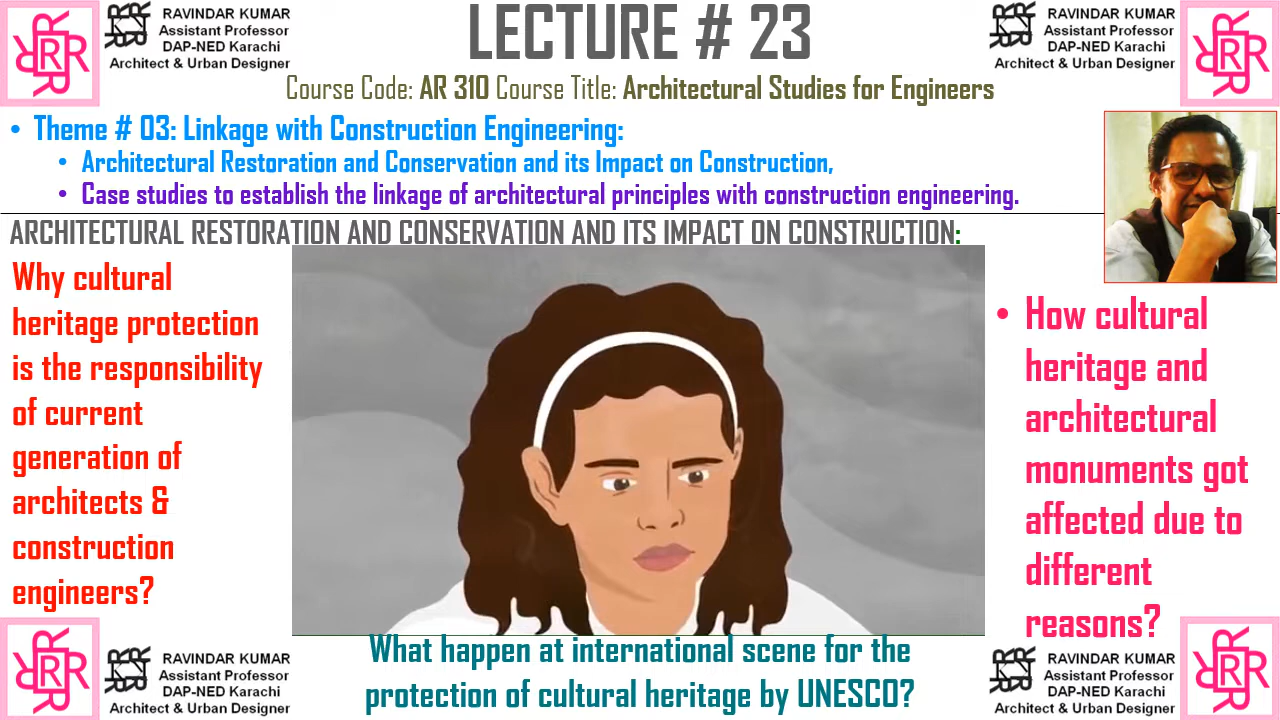 RAVINDAR KUMAR
Assistant Professor
DAP-NED Karachi
Architect & Urban Designer
LECTURE # 23
RAVINDAR KUMAR
Assistant Professor
DAP-NED Karachi
Architect & Urban Designer
Course Code: AR 310 Course Title: Architectural Studies for Engineers
• Theme # 03: Linkage with Construction Engineering:
• Architectural Restoration and Conservation and its Impact on Construction,
• Case studies to establish the linkage of architectural principles with construction engineering.
ARCHITECTURAL RESTORATION AND CONSERVATION AND ITS IMPACT ON CONSTRUCTION:
Why cultural
heritage protection
is the responsibility
of current
generation of
architects &
construction
engineers?
• How cultural
heritage and
architectural
monuments got
affected due to
different
reasons?
What happen at international scene for the
protection of cultural heritage by UNESCO?
RAVINDAR KUMAR
Assistant Professor
DAP-NED Karachi
Architect & Urban Designer
RAVINDAR KUMAR
Assistant Professor
DAP-NED Karachi
Architect & Urban Designer